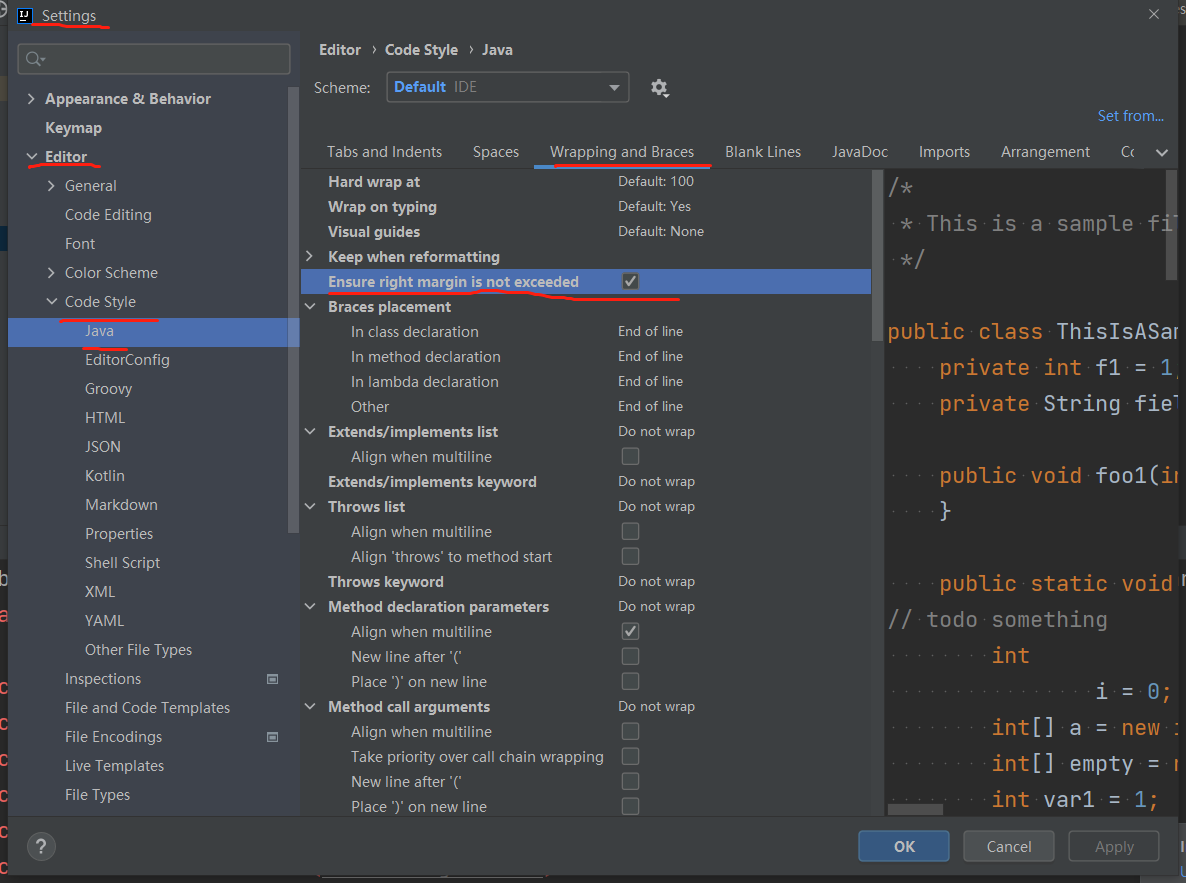 Settings
Editor › Code Style › Java
Scheme: Default IDE
Set from...
Appearance & Behavior
Keymap
Editor
General
Code Editing
Font
Color Scheme
Code Style
Java
EditorConfig
Groovy
HTML
JSON
Kotlin
Markdown
Properties
Shell Script
XML
YAML
Other File Types
Inspections
File and Code Templates
File Encodings
Live Templates
File Types
Tabs and Indents Spaces Wrapping and Braces Blank Lines JavaDoc Imports Arrangement
Hard wrap at Default: 100
Wrap on typing Default: Yes
Visual guides Default: None
Keep when reformatting
Ensure right margin is not exceeded
Braces placement
In class declaration End of line
In method declaration End of line
In lambda declaration End of line
Other End of line
Extends/implements list Do not wrap
Align when multiline
Extends/implements keyword Do not wrap
Throws list Do not wrap
Align when multiline
Align 'throws' to method start
Throws keyword Do not wrap
Method declaration parameters Do not wrap
Align when multiline
New line after '('
Place ')' on new line
Method call arguments Do not wrap
Align when multiline
Take priority over call chain wrapping
New line after '('
Place ')' on new line
/*
* This is a sample fil
*/
public class ThisIsASam
private int f1 = 1
private String fiel
public void foo1(in
}
public static void
// todo something
int
i = 0;
int[] a = new
int[] empty =
int var1 = 1;
? OK Cancel Apply